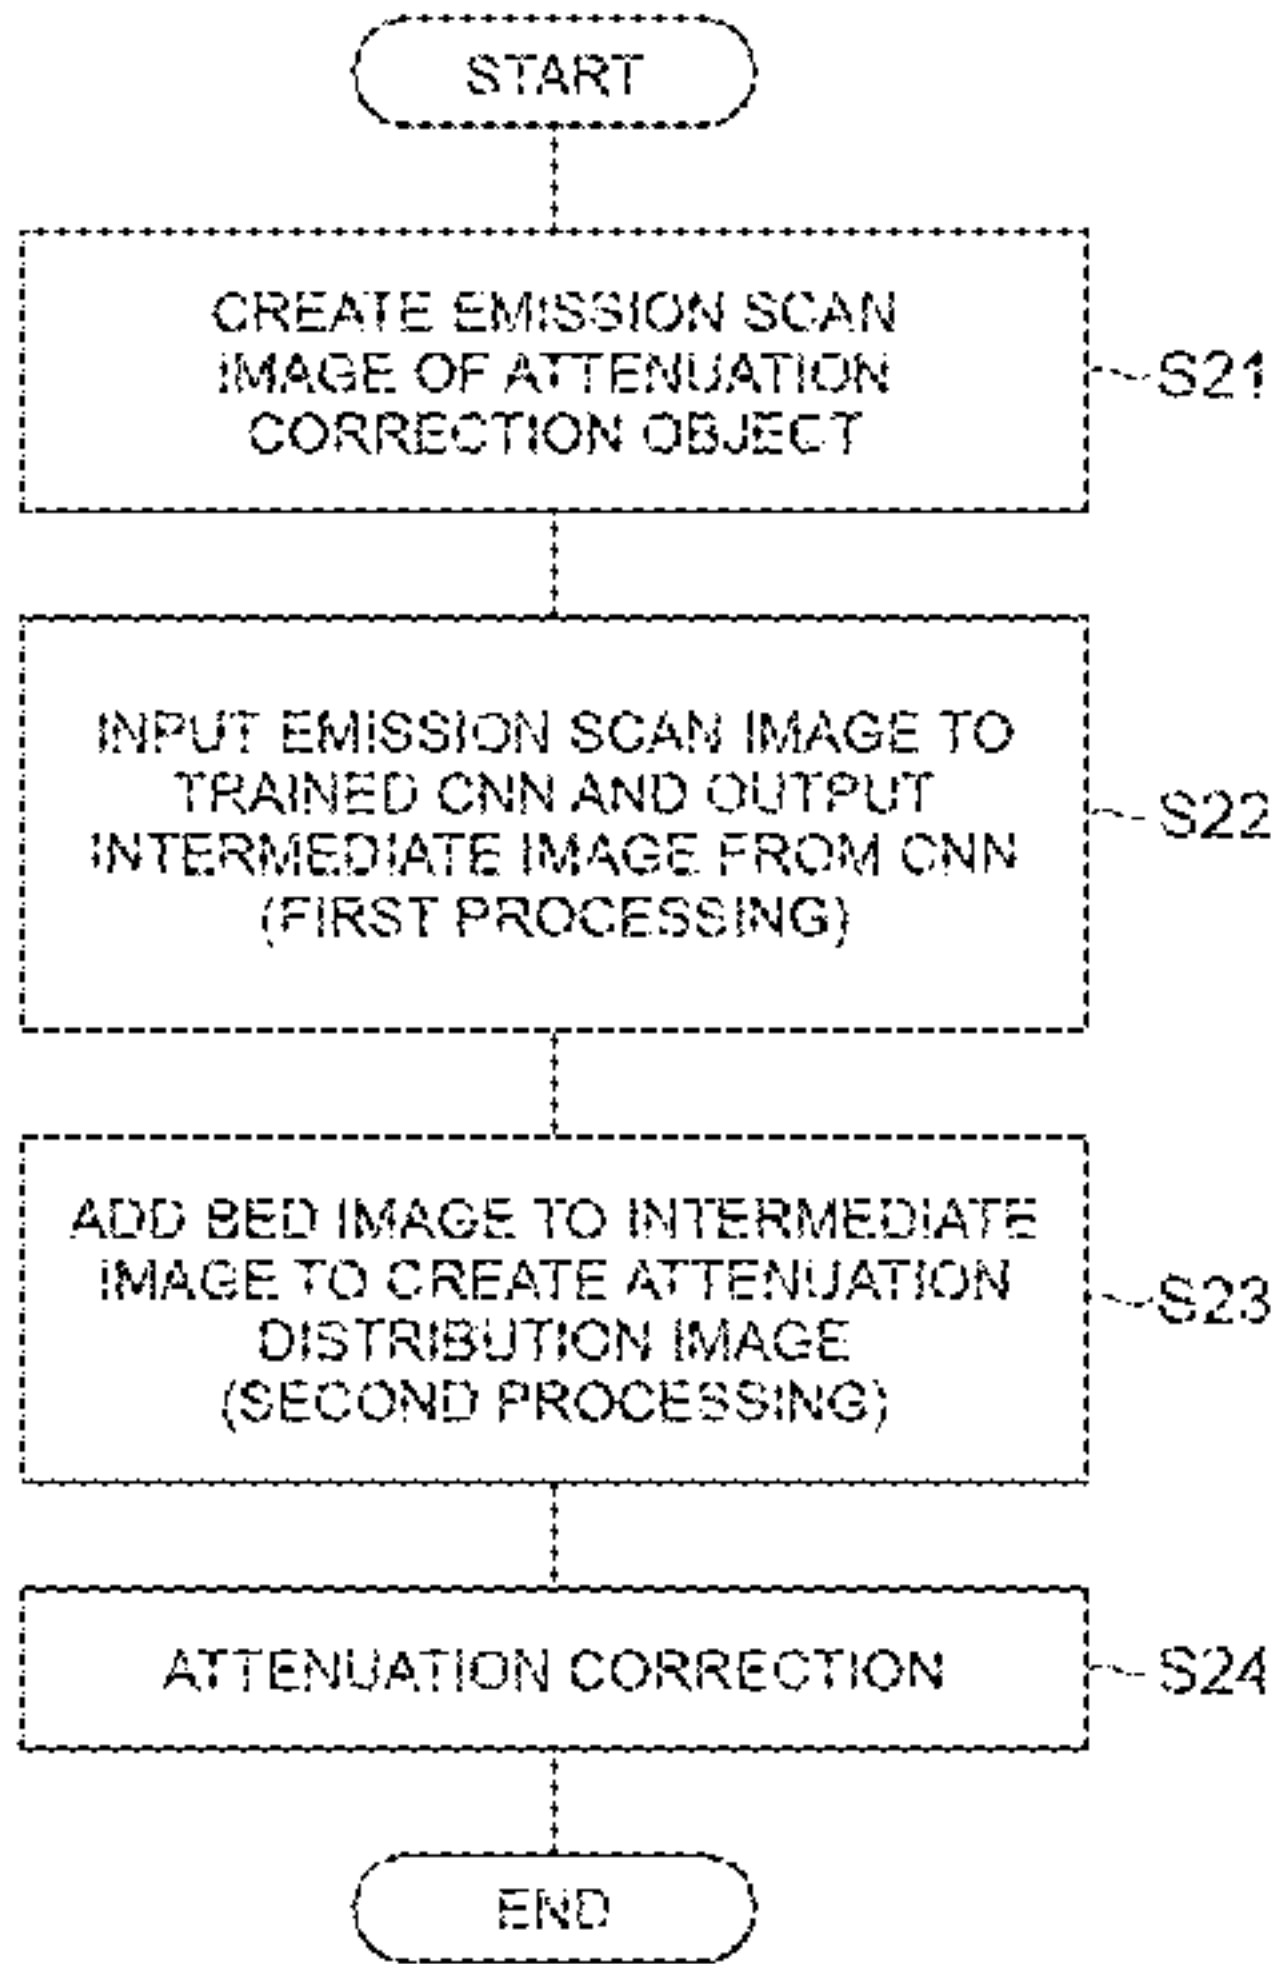 START
CREATE EMISSION SCAN
IMAGE OF ATTENUATION
CORRECTION OBJECT
S21
INPUT EMISSION SCAN IMAGE TO
TRAINED CNN AND OUTPUT
INTERMEDIATE IMAGE FROM CNN
(FIRST PROCESSING)
S22
ADD BED IMAGE TO INTERMEDIATE
IMAGE TO CREATE ATTENUATION
DISTRIBUTION IMAGE
(SECOND PROCESSING)
S23
ATTENUATION CORRECTION
S24
END